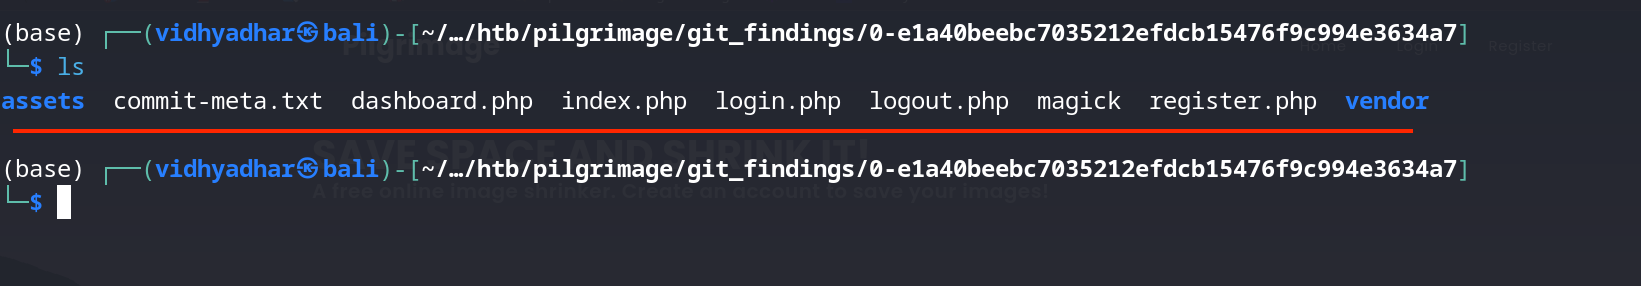 Pilgrimage Home Login Register
(base) ┌──(vidhyadhar㉿bali)-[~/…/htb/pilgrimage/git_findings/0-e1a40beebc7035212efdcb15476f9c994e3634a7]
└─$ ls
assets commit-meta.txt dashboard.php index.php login.php logout.php magick register.php vendor
SAVE SPACE AND SHRINK IT!
(base) ┌──(vidhyadhar㉿bali)-[~/…/htb/pilgrimage/git_findings/0-e1a40beebc7035212efdcb15476f9c994e3634a7]
A free online image shrinker. Create an account to save your images!
└─$